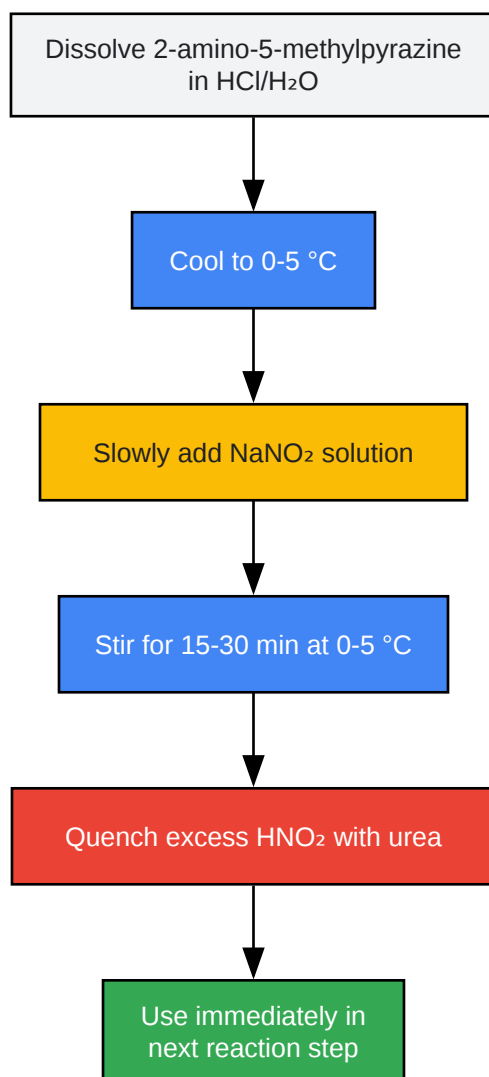 Dissolve 2-amino-5-methylpyrazine
in HCl/H₂O
Cool to 0-5 °C
Slowly add NaNO₂ solution
Stir for 15-30 min at 0-5 °C
Quench excess HNO₂ with urea
Use immediately in
next reaction step